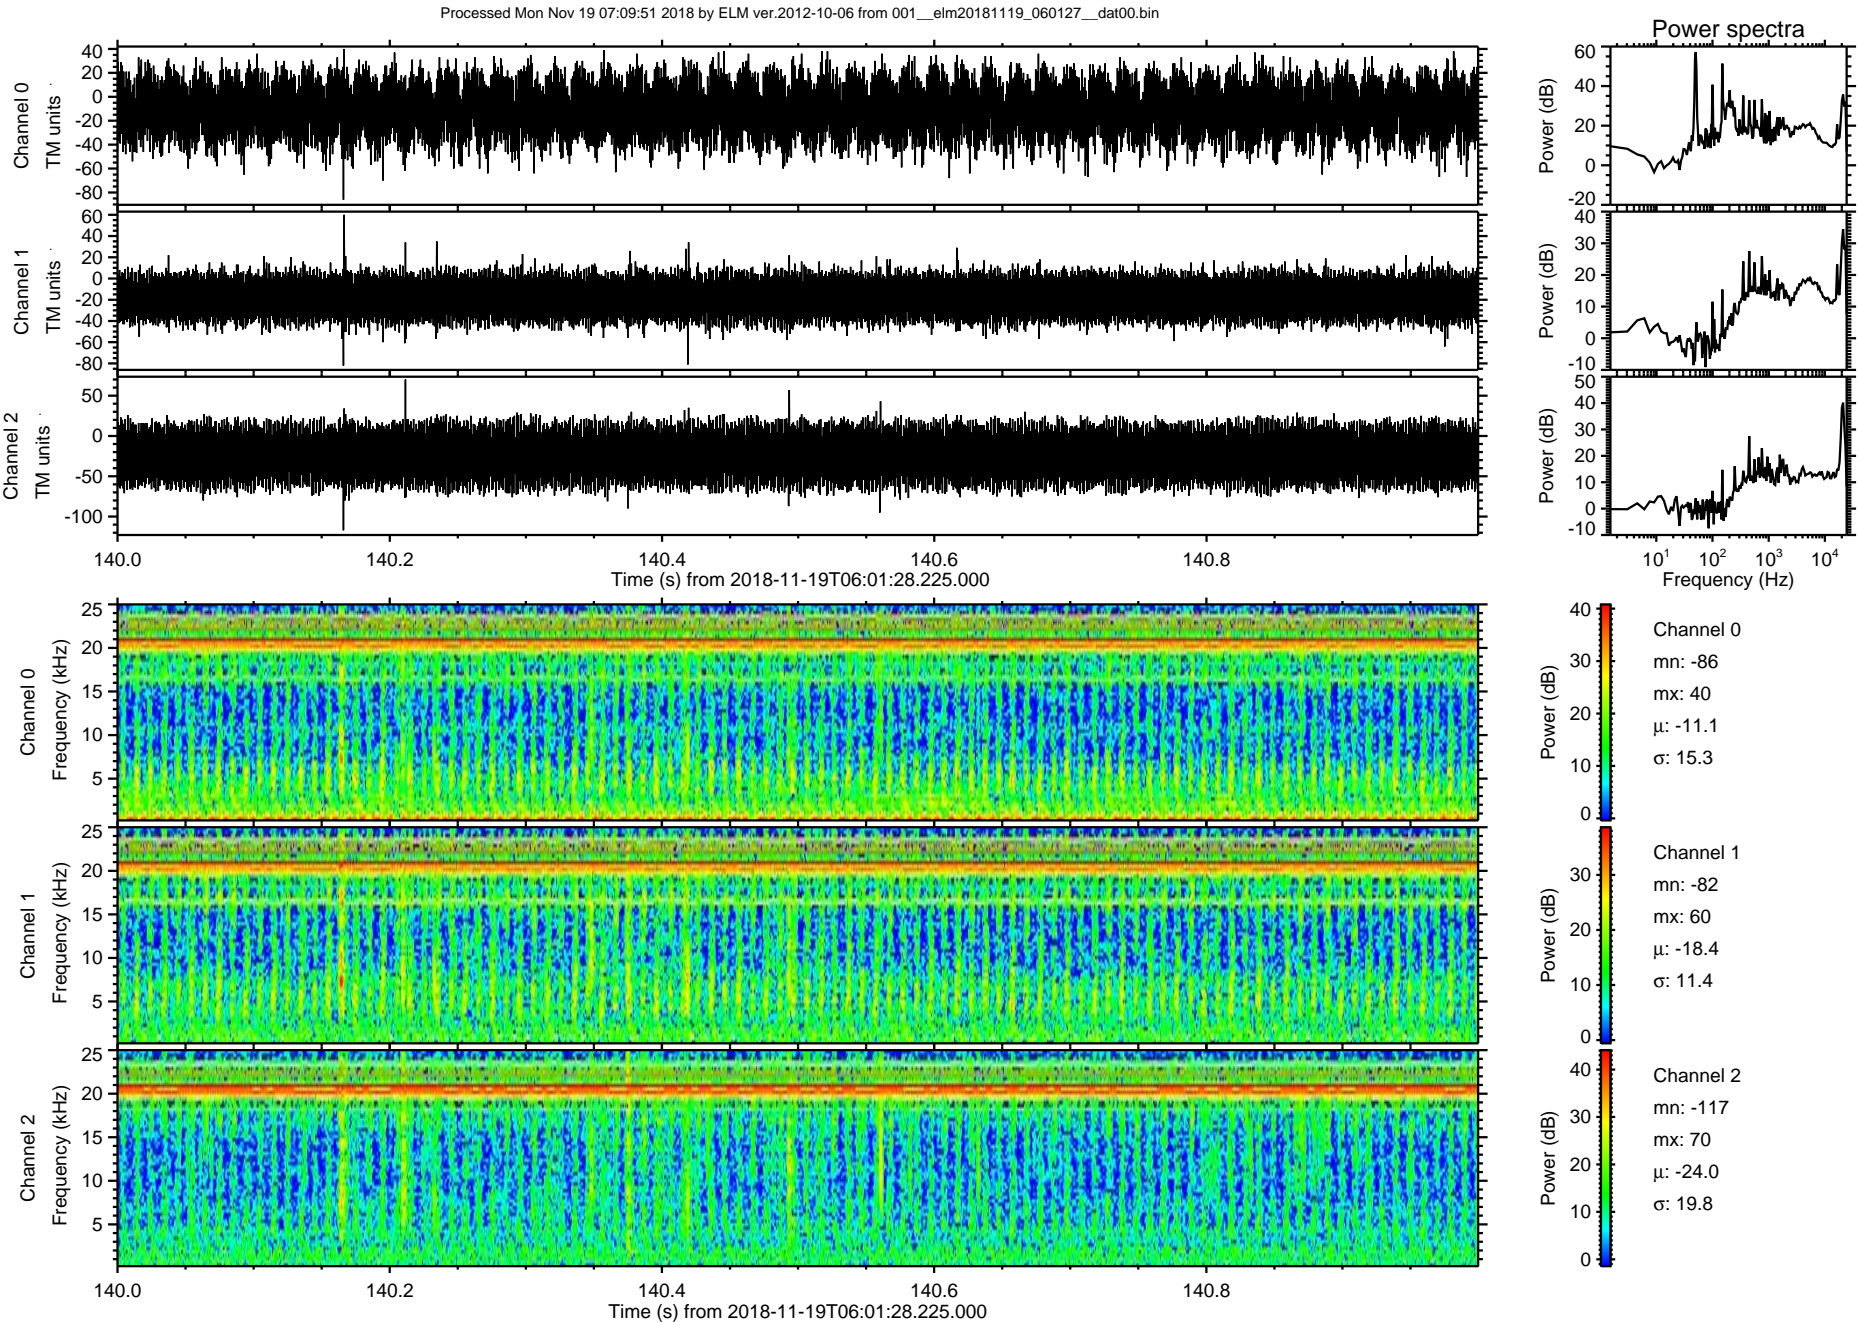 Processed Mon Nov 19 07:09:51 2018 by ELM ver.2012-10-06 from 001__elm20181119_060127__dat00.bin
Power spectra
Channel 0
TM units
40
20
0
-20
-40
-60
-80
Power (dB)
60
40
20
0
-20
Channel 1
TM units
60
40
20
0
-20
-40
-60
-80
Power (dB)
40
30
20
10
0
-10
Channel 2
TM units
50
0
-50
-100
Power (dB)
50
40
30
20
10
0
-10
140.0 140.2 140.4 140.6 140.8
Time (s) from 2018-11-19T06:01:28.225.000
10^1 10^2 10^3 10^4
Frequency (Hz)
Channel 0
Frequency (kHz)
25
20
15
10
5
Power (dB)
40
30
20
10
0
Channel 0
mn: -86
mx: 40
μ: -11.1
σ: 15.3
Channel 1
Frequency (kHz)
25
20
15
10
5
Power (dB)
30
20
10
0
Channel 1
mn: -82
mx: 60
μ: -18.4
σ: 11.4
Channel 2
Frequency (kHz)
25
20
15
10
5
Power (dB)
40
30
20
10
0
Channel 2
mn: -117
mx: 70
μ: -24.0
σ: 19.8
140.0 140.2 140.4 140.6 140.8
Time (s) from 2018-11-19T06:01:28.225.000